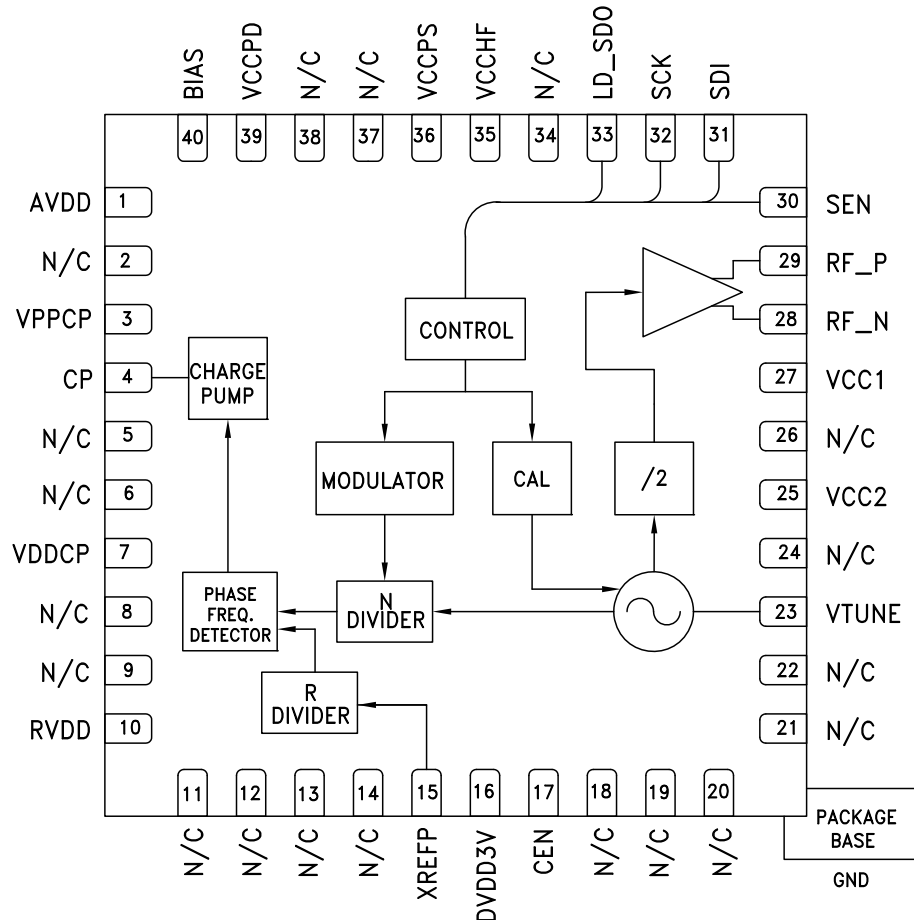 BIAS
VCCPD
N/C
N/C
VCCPS
VCCHF
N/C
LD_SDO
SCK
SDI
40
39
38
37
36
35
34
33
32
31
AVDD 1
N/C 2
VPPCP 3
CP 4
N/C 5
N/C 6
VDDCP 7
N/C 8
N/C 9
RVDD 10
30 SEN
29 RF_P
28 RF_N
27 VCC1
26 N/C
25 VCC2
24 N/C
23 VTUNE
22 N/C
21 N/C
CONTROL
CHARGE
PUMP
MODULATOR
CAL
/2
PHASE
FREQ.
DETECTOR
N
DIVIDER
R
DIVIDER
11
12
13
14
15
16
17
18
19
20
N/C
N/C
N/C
N/C
XREFP
DVDD3V
CEN
N/C
N/C
N/C
PACKAGE
BASE
GND